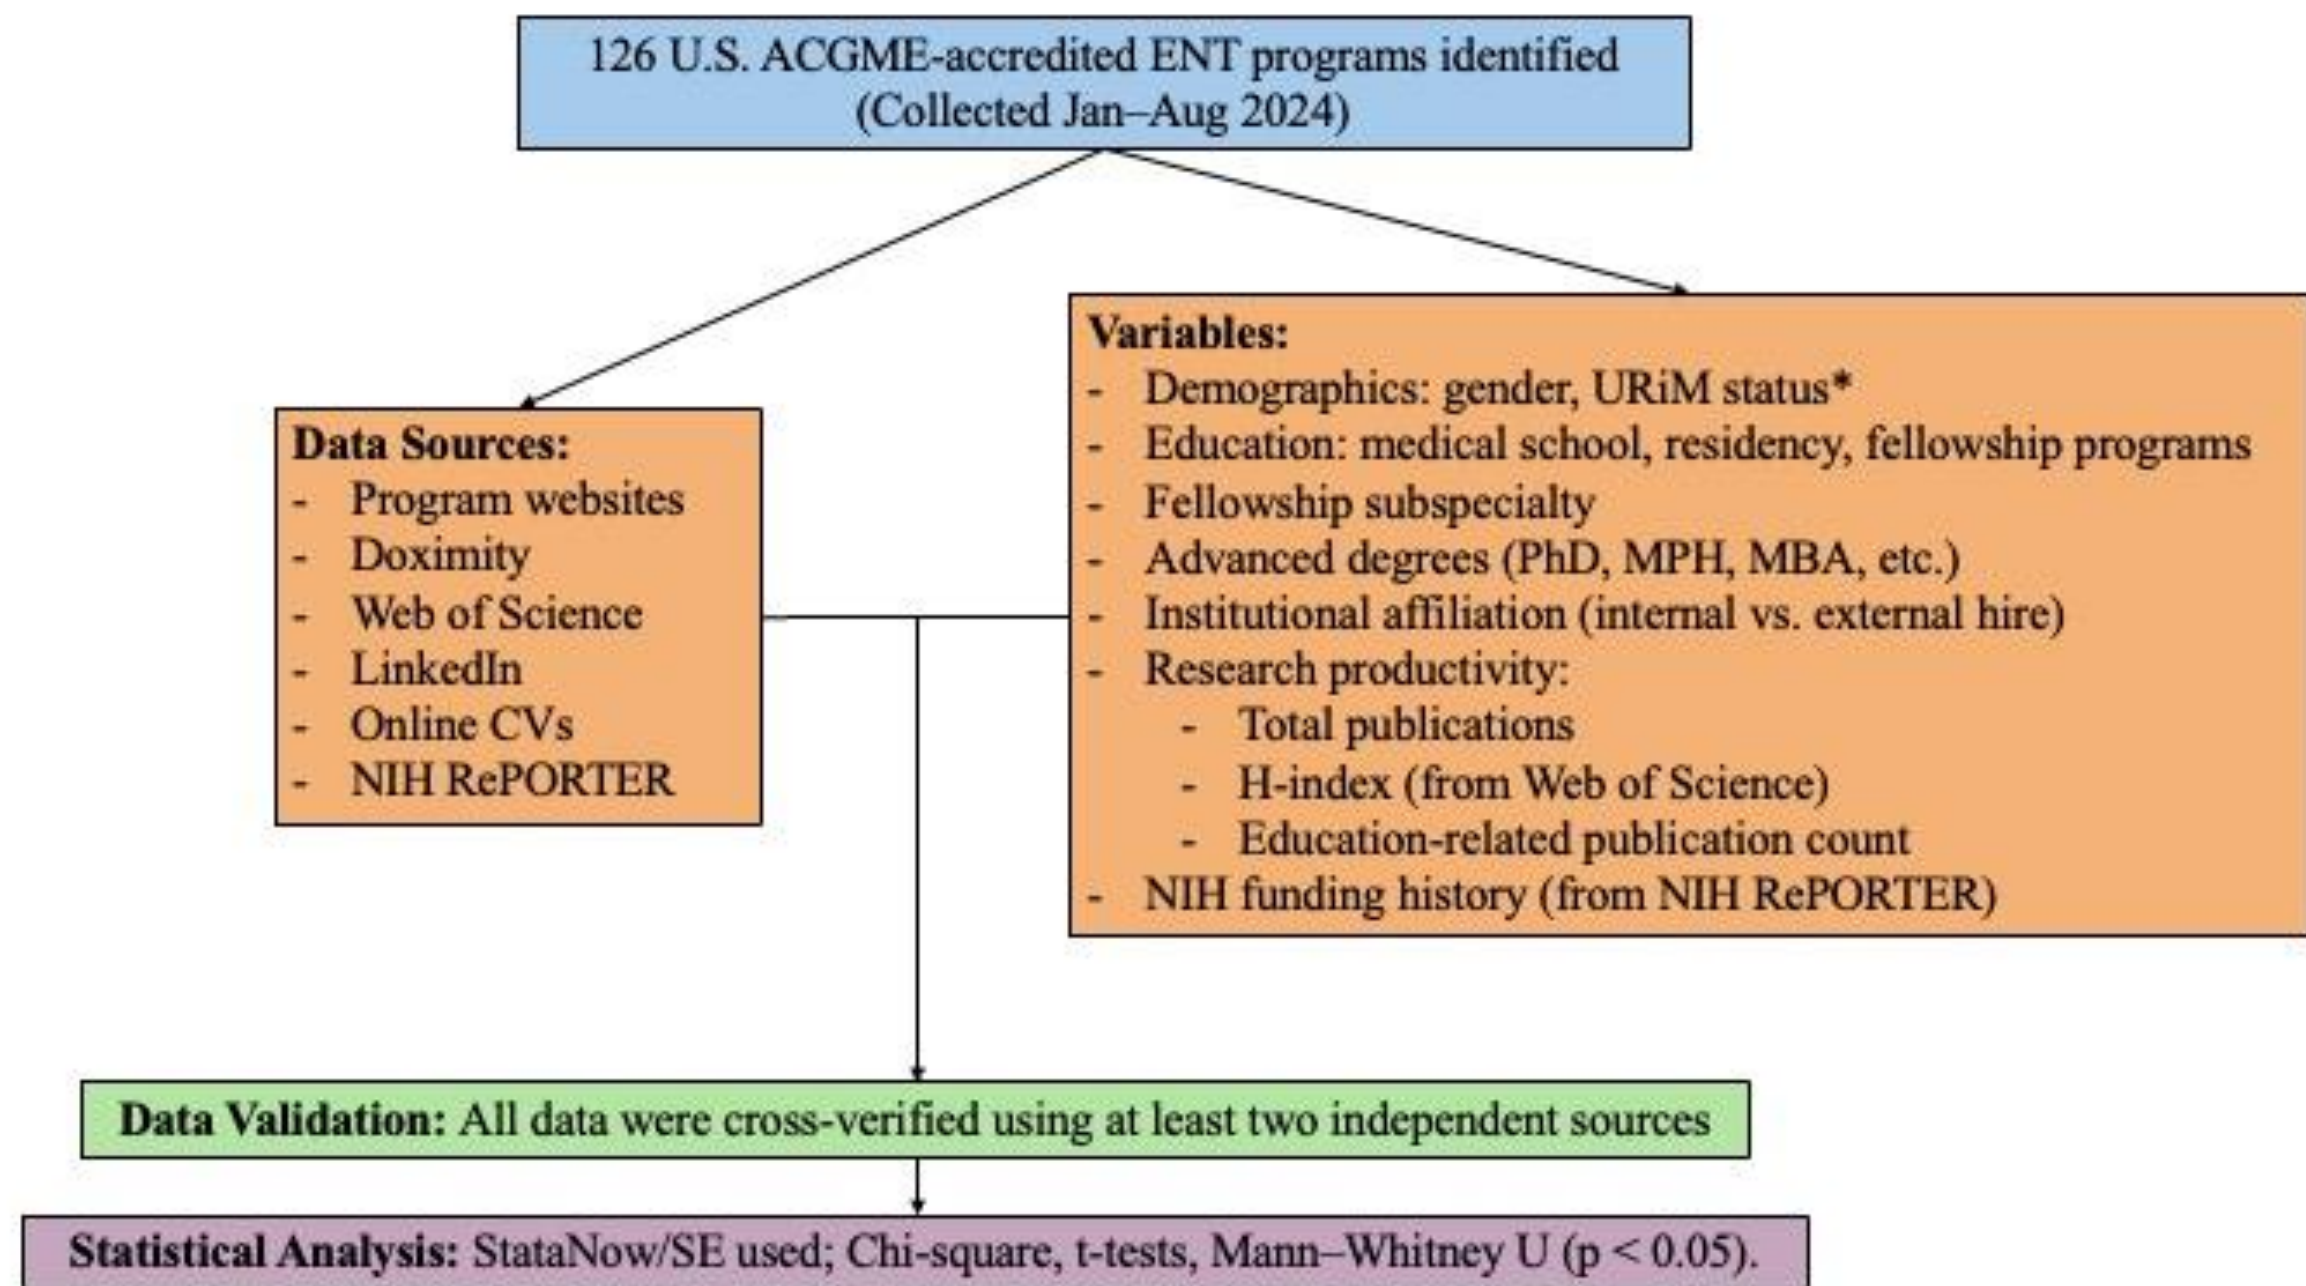 126 U.S. ACGME-accredited ENT programs identified
(Collected Jan–Aug 2024)
Data Sources:
- Program websites
- Doximity
- Web of Science
- LinkedIn
- Online CVs
- NIH RePORTER
Variables:
- Demographics: gender, URiM status*
- Education: medical school, residency, fellowship programs
- Fellowship subspecialty
- Advanced degrees (PhD, MPH, MBA, etc.)
- Institutional affiliation (internal vs. external hire)
- Research productivity:
- Total publications
- H-index (from Web of Science)
- Education-related publication count
- NIH funding history (from NIH RePORTER)
Data Validation: All data were cross-verified using at least two independent sources
Statistical Analysis: StataNow/SE used; Chi-square, t-tests, Mann–Whitney U (p < 0.05).